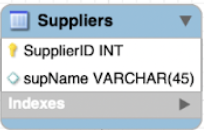 Suppliers
SupplierID INT
supName VARCHAR(45)
Indexes